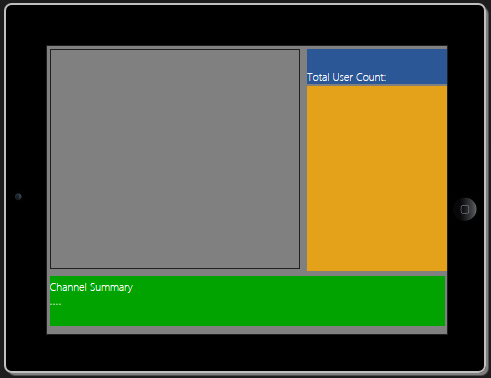 Total User Count:
Channel Summary
----